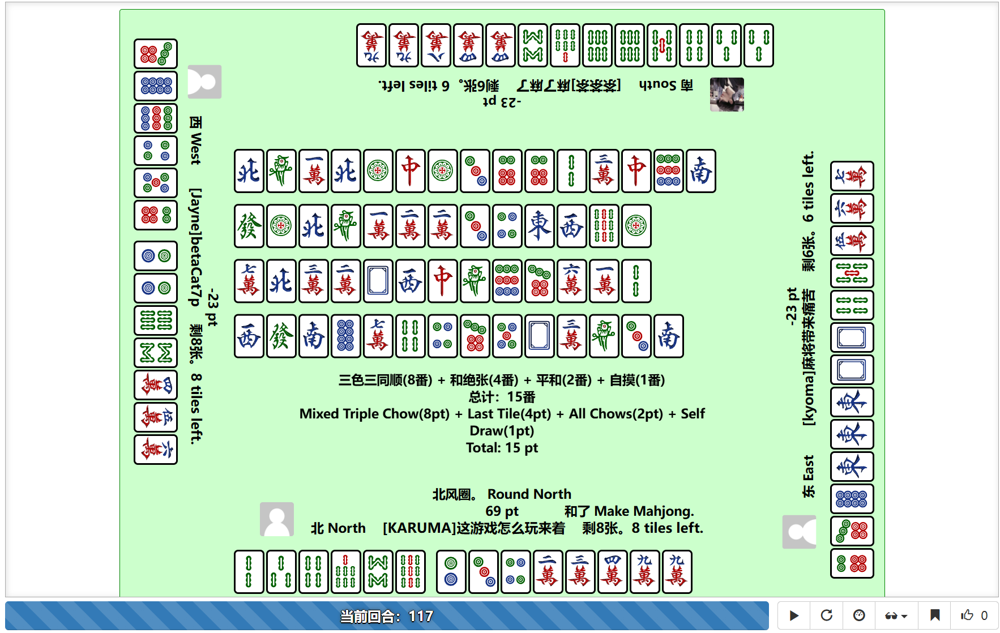 南 South [茶茶茶]麻了麻了 剩6张。6 tiles left.
-23 pt
西 West [Jayne]betaCat7p 剩8张。8 tiles left.
-23 pt
东 East [kyoma]麻将带来痛苦 剩6张。6 tiles left.
-23 pt
三色三同顺(8番) + 和绝张(4番) + 平和(2番) + 自摸(1番)
总计：15番
Mixed Triple Chow(8pt) + Last Tile(4pt) + All Chows(2pt) + Self
Draw(1pt)
Total: 15 pt
北风圈。 Round North
69 pt 和了 Make Mahjong.
北 North [KARUMA]这游戏怎么玩来着 剩8张。8 tiles left.
当前回合：117
0